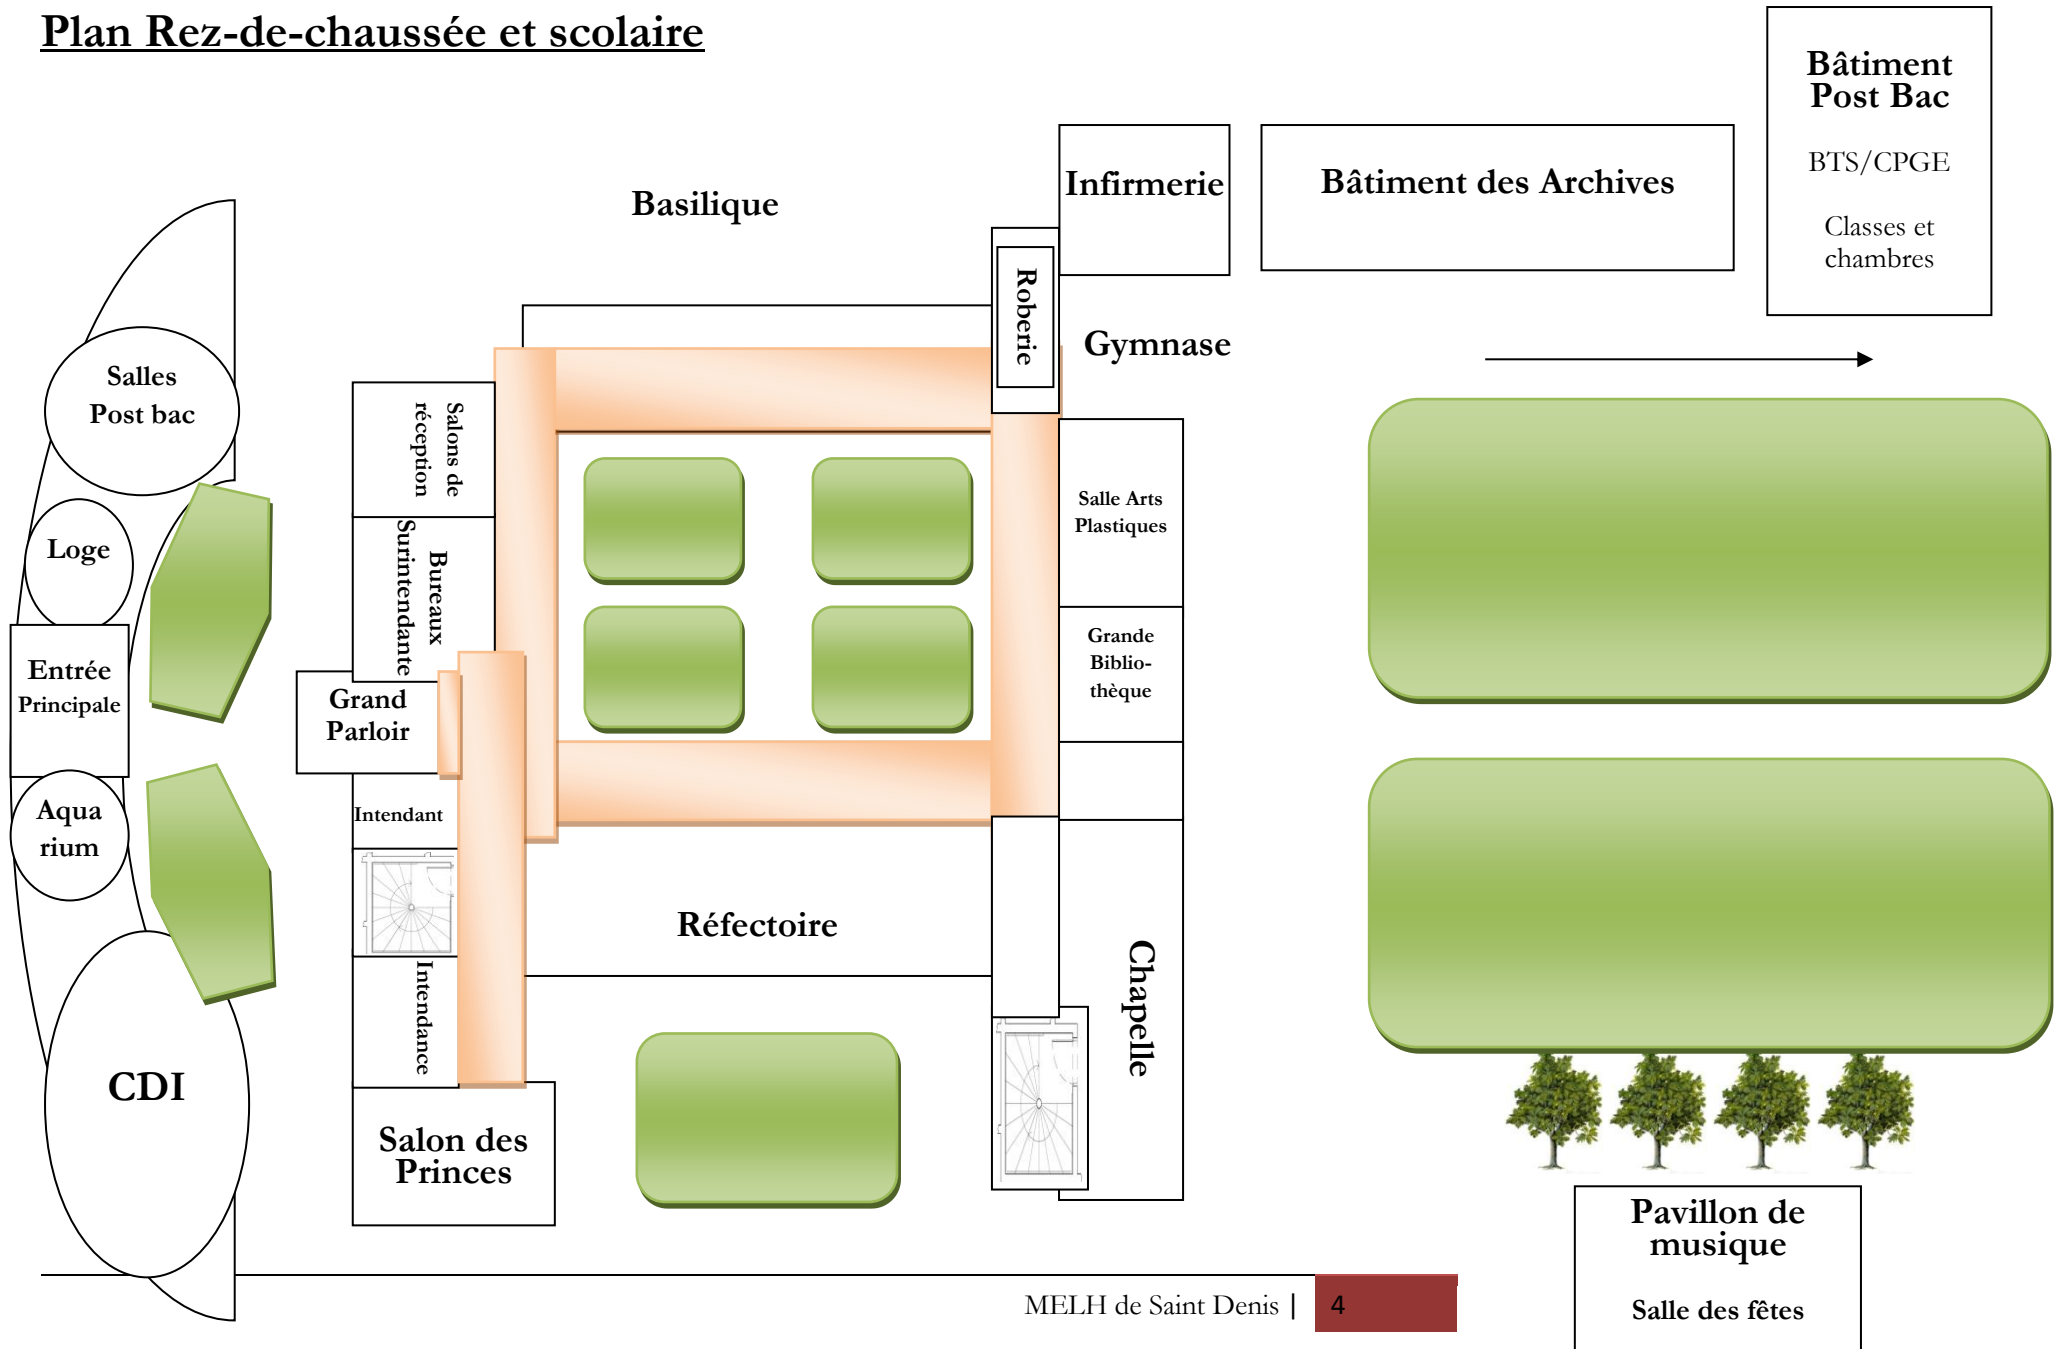 Plan Rez-de-chaussée et scolaire
Bâtiment
Post Bac
BTS/CPGE
Classes et
chambres
Infirmerie
Bâtiment des Archives
Basilique
Roberie
Gymnase
Salles
Post bac
Salons de
réception
Loge
Bureaux
Surintendante
Salle Arts
Plastiques
Entrée
Principale
Grand
Parloir
Grande
Biblio-
thèque
Aqua
rium
Intendant
Réfectoire
Intendance
Chapelle
CDI
Salon des
Princes
Pavillon de
musique
Salle des fêtes
MELH de Saint Denis | 4